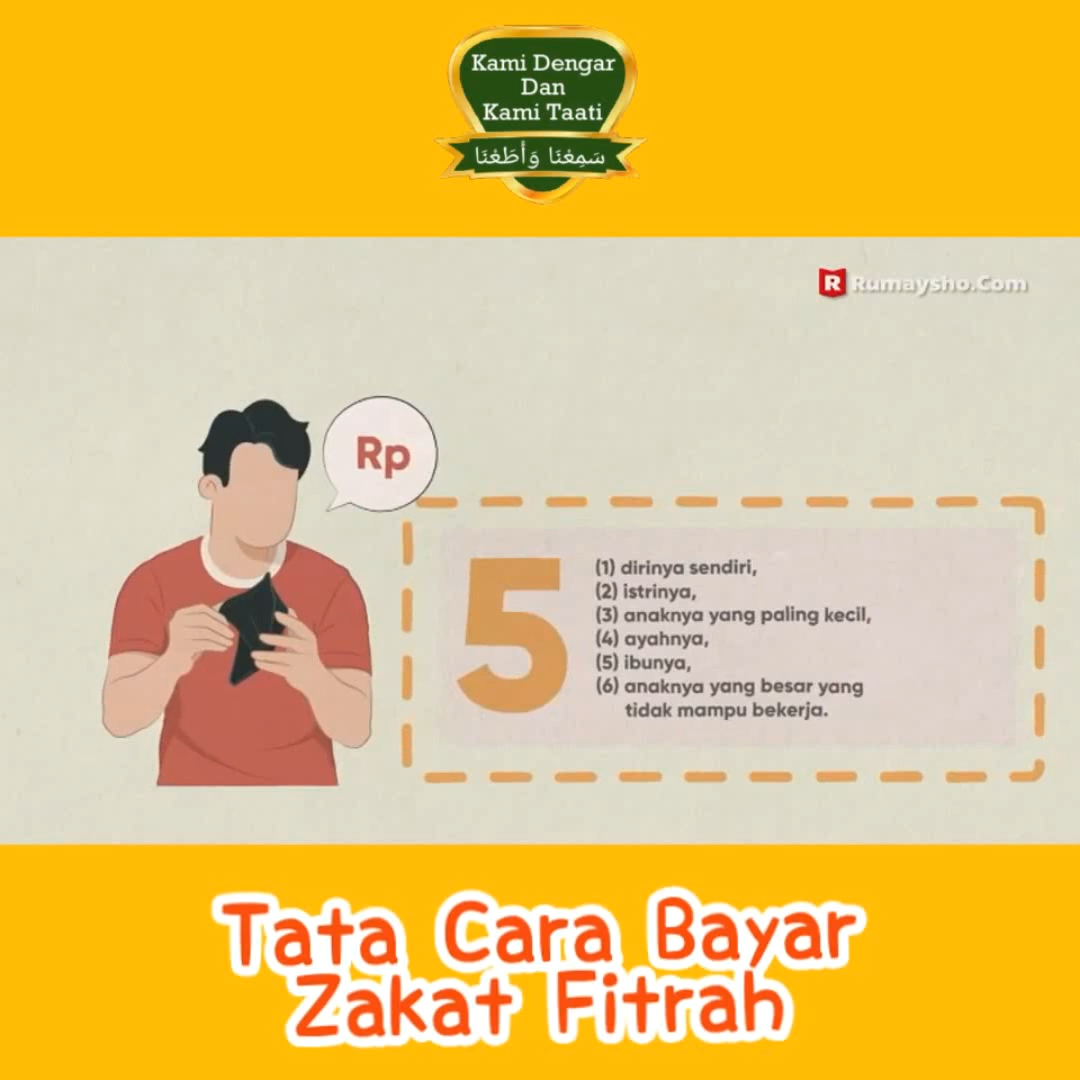 Kami Dengar
Dan
Kami Taati
سَمِعْنَا وَأَطَعْنَا
R Rumaysho.Com
Rp
5
(1) dirinya sendiri,
(2) istrinya,
(3) anaknya yang paling kecil,
(4) ayahnya,
(5) ibunya,
(6) anaknya yang besar yang
tidak mampu bekerja.
Tata Cara Bayar
Zakat Fitrah